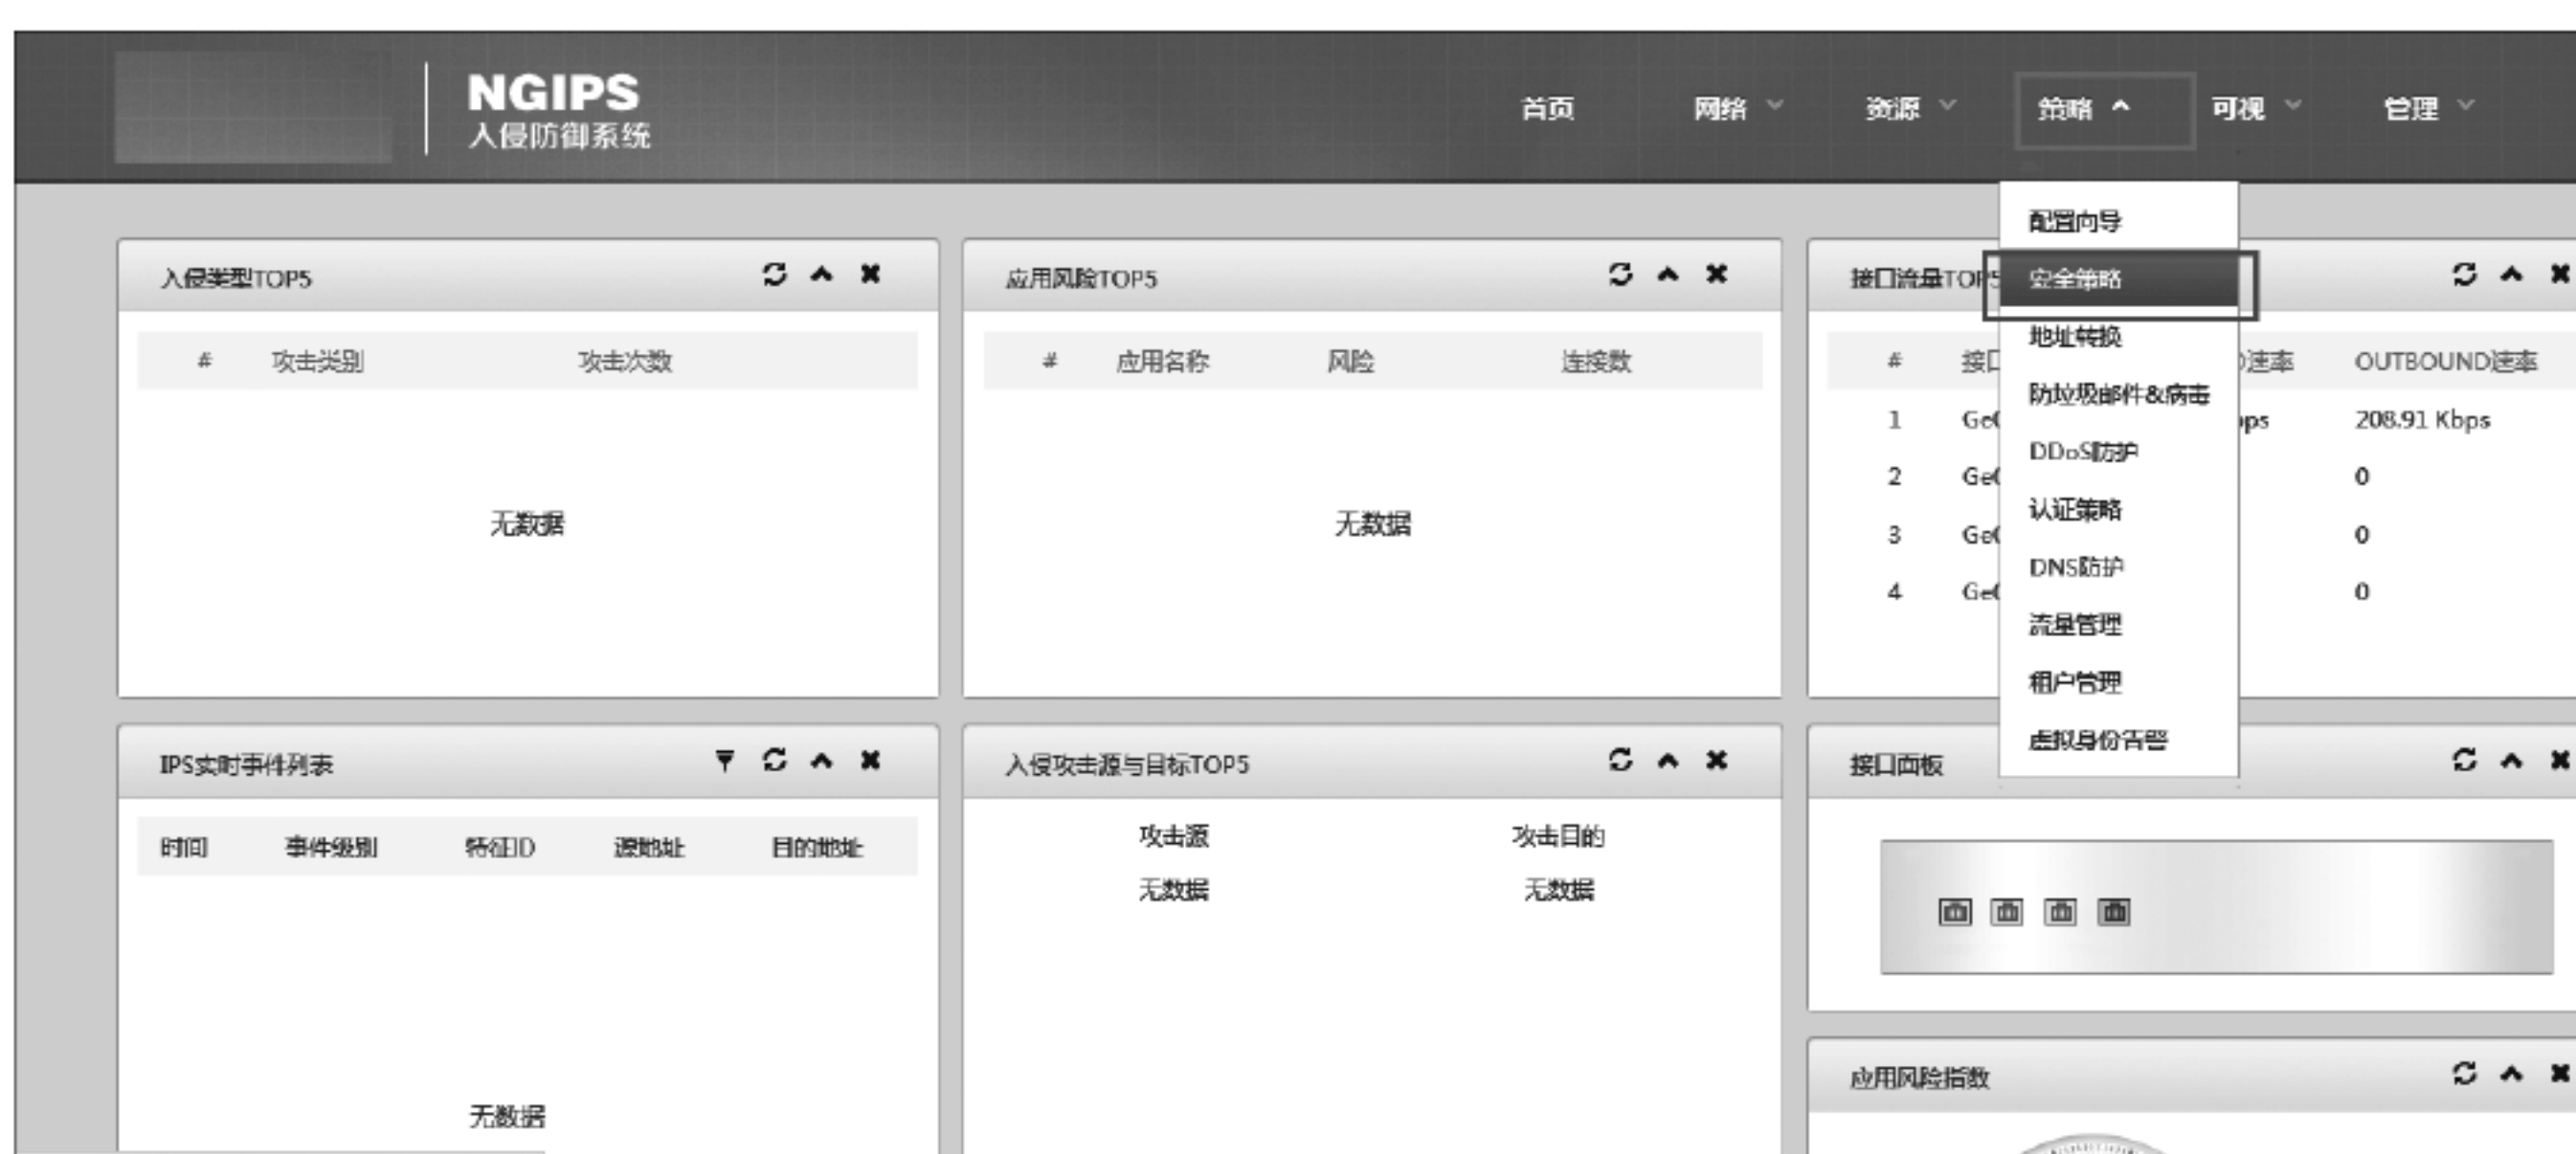 NGIPS
入侵防御系统
首页 网络 资源 策略 可视 管理
配置向导
安全策略
地址转换
防垃圾邮件&病毒
DDoS防护
认证策略
DNS防护
流量管理
租户管理
虚拟身份告警
入侵类型TOP5
# 攻击类别 攻击次数
无数据
应用风险TOP5
# 应用名称 风险 连接数
无数据
接口流量TOP5
# 速率 OUTBOUND速率
1 208.91 Kbps
2 0
3 0
4 0
IPS实时事件列表
时间 事件级别 特征ID 源地址 目的地址
无数据
入侵攻击源与目标TOP5
攻击源 攻击目的
无数据 无数据
接口面板
应用风险指数